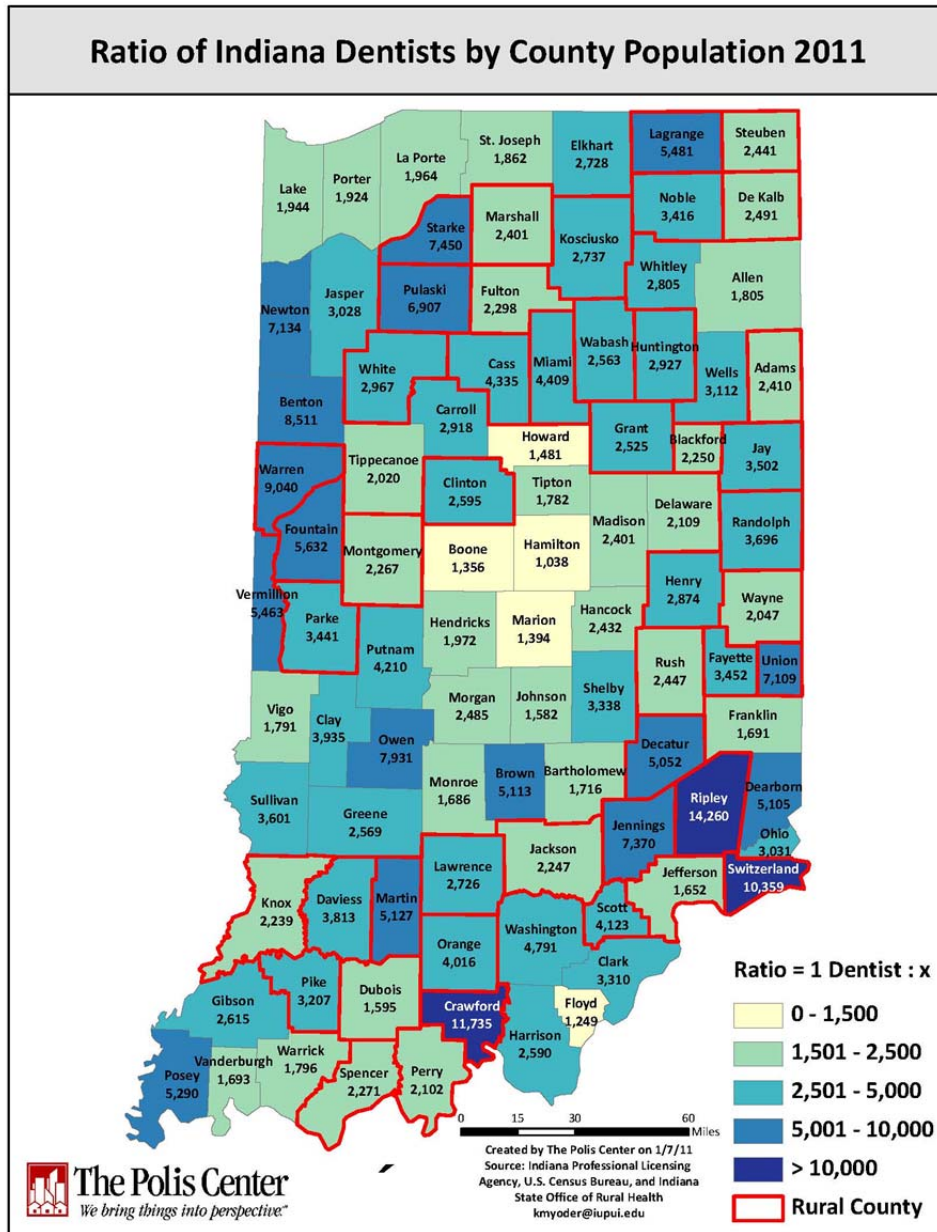 Ratio of Indiana Dentists by County Population 2011
St. Joseph
1,862
Elkhart
2,728
Lagrange
5,481
Steuben
2,441
La Porte
1,964
Porter
1,924
Lake
1,944
Noble
3,416
De Kalb
2,491
Starke
7,450
Marshall
2,401
Kosciusko
2,737
Whitley
2,805
Allen
1,805
Newton
7,134
Jasper
3,028
Pulaski
6,907
Fulton
2,298
White
2,967
Cass
4,335
Miami
4,409
Wabash
2,563
Huntington
2,927
Wells
3,112
Adams
2,410
Benton
8,511
Carroll
2,918
Howard
1,481
Grant
2,525
Blackford
2,250
Jay
3,502
Warren
9,040
Tippecanoe
2,020
Clinton
2,595
Tipton
1,782
Madison
2,401
Delaware
2,109
Randolph
3,696
Fountain
5,632
Montgomery
2,267
Boone
1,356
Hamilton
1,038
Henry
2,874
Wayne
2,047
Vermillion
5,463
Parke
3,441
Putnam
4,210
Hendricks
1,972
Marion
1,394
Hancock
2,432
Rush
2,447
Fayette
3,452
Union
7,109
Vigo
1,791
Clay
3,935
Owen
7,931
Morgan
2,485
Johnson
1,582
Shelby
3,338
Franklin
1,691
Decatur
5,052
Sullivan
3,601
Greene
2,569
Monroe
1,686
Brown
5,113
Bartholomew
1,716
Jennings
7,370
Ripley
14,260
Dearborn
5,105
Ohio
3,031
Switzerland
10,359
Knox
2,239
Daviess
3,813
Martin
5,127
Lawrence
2,726
Jackson
2,247
Jefferson
1,652
Scott
4,123
Orange
4,016
Washington
4,791
Clark
3,310
Gibson
2,615
Pike
3,207
Dubois
1,595
Crawford
11,735
Harrison
2,590
Floyd
1,249
Posey
5,290
Vanderburgh
1,693
Warrick
1,796
Spencer
2,271
Perry
2,102
Ratio = 1 Dentist : x
0 - 1,500
1,501 - 2,500
2,501 - 5,000
5,001 - 10,000
> 10,000
Rural County
0 15 30 60
Miles
Created by The Polis Center on 1/7/11
Source: Indiana Professional Licensing
Agency, U.S. Census Bureau, and Indiana
State Office of Rural Health
kmyoder@iupui.edu
The Polis Center
We bring things into perspective.℠